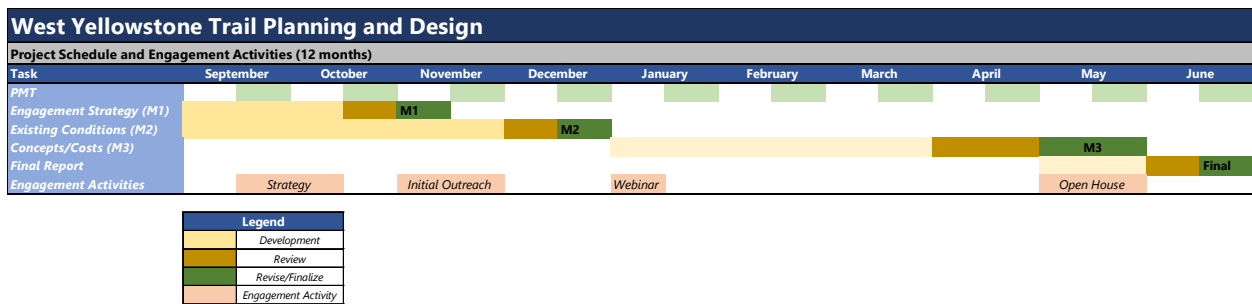 West Yellowstone Trail Planning and Design
Project Schedule and Engagement Activities (12 months)
Task September October November December January February March April May June
PMT
Engagement Strategy (M1) M1
Existing Conditions (M2) M2
Concepts/Costs (M3) M3
Final Report Final
Engagement Activities Strategy Initial Outreach Webinar Open House
Legend
Development
Review
Revise/Finalize
Engagement Activity